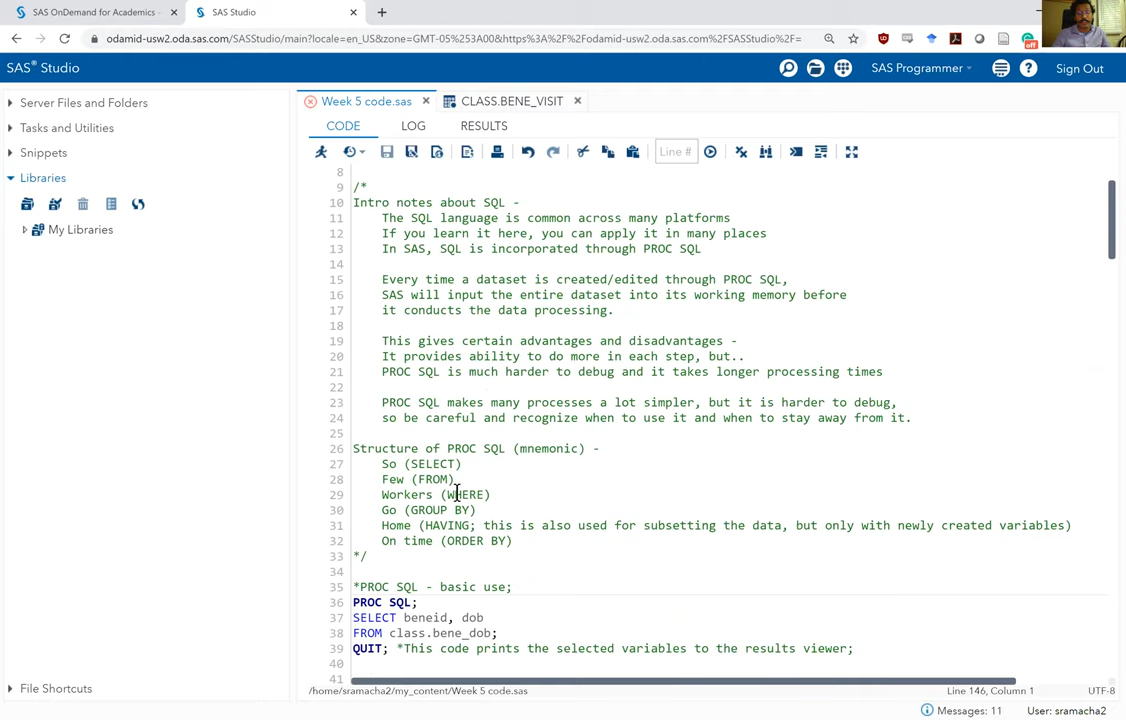 SAS OnDemand for Academics -
SAS Studio
odamid-usw2.oda.sas.com/SASStudio/main?locale=en_US&zone=GMT-05%253A00&https%3A%2F%2Fodamid-usw2.oda.sas.com%2FSASStudio%2F=
off
SAS® Studio
SAS Programmer
Sign Out
Server Files and Folders
Tasks and Utilities
Snippets
Libraries
My Libraries
File Shortcuts
Week 5 code.sas
CLASS.BENE_VISIT
CODE
LOG
RESULTS
Line #
8
9 /*
10 Intro notes about SQL -
11 The SQL language is common across many platforms
12 If you learn it here, you can apply it in many places
13 In SAS, SQL is incorporated through PROC SQL
14
15 Every time a dataset is created/edited through PROC SQL,
16 SAS will input the entire dataset into its working memory before
17 it conducts the data processing.
18
19 This gives certain advantages and disadvantages -
20 It provides ability to do more in each step, but..
21 PROC SQL is much harder to debug and it takes longer processing times
22
23 PROC SQL makes many processes a lot simpler, but it is harder to debug,
24 so be careful and recognize when to use it and when to stay away from it.
25
26 Structure of PROC SQL (mnemonic) -
27 So (SELECT)
28 Few (FROM)
29 Workers (WHERE)
30 Go (GROUP BY)
31 Home (HAVING; this is also used for subsetting the data, but only with newly created variables)
32 On time (ORDER BY)
33 */
34
35 *PROC SQL - basic use;
36 PROC SQL;
37 SELECT beneid, dob
38 FROM class.bene_dob;
39 QUIT; *This code prints the selected variables to the results viewer;
40
41
/home/sramacha2/my_content/Week 5 code.sas
Line 146, Column 1
UTF-8
Messages: 11
User: sramacha2